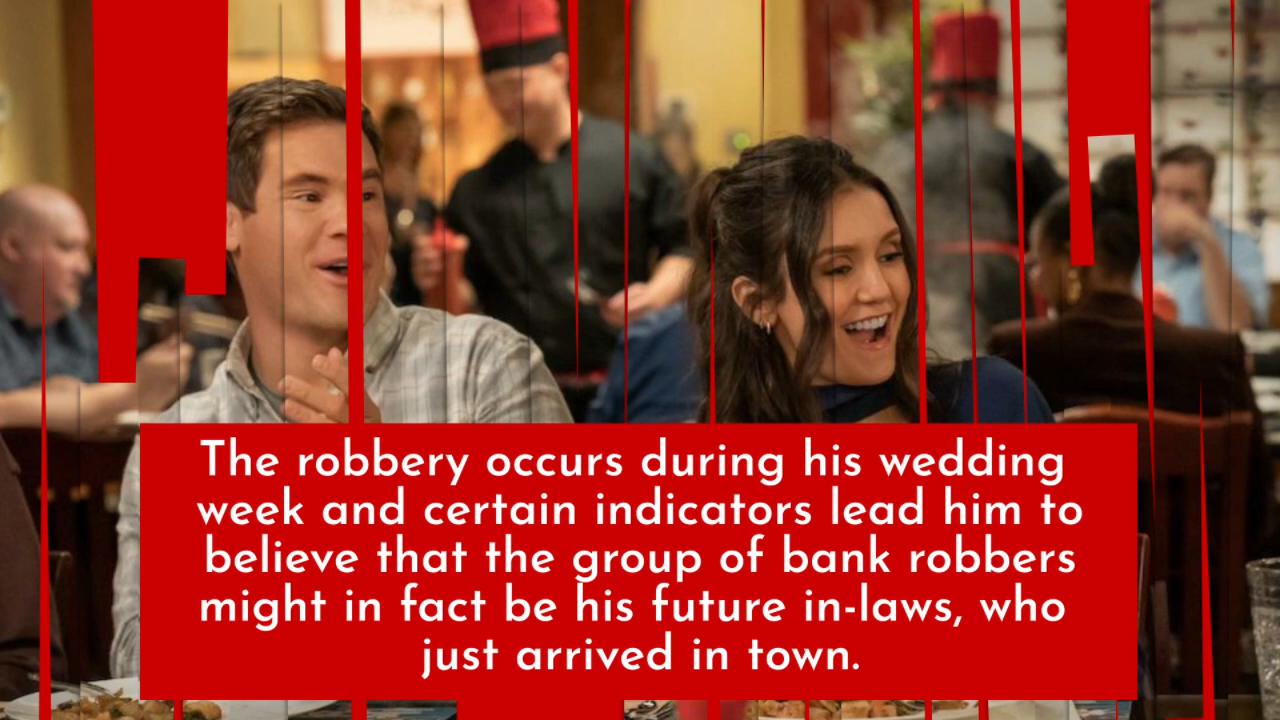 The robbery occurs during his wedding
week and certain indicators lead him to
believe that the group of bank robbers
might in fact be his future in-laws, who
just arrived in town.